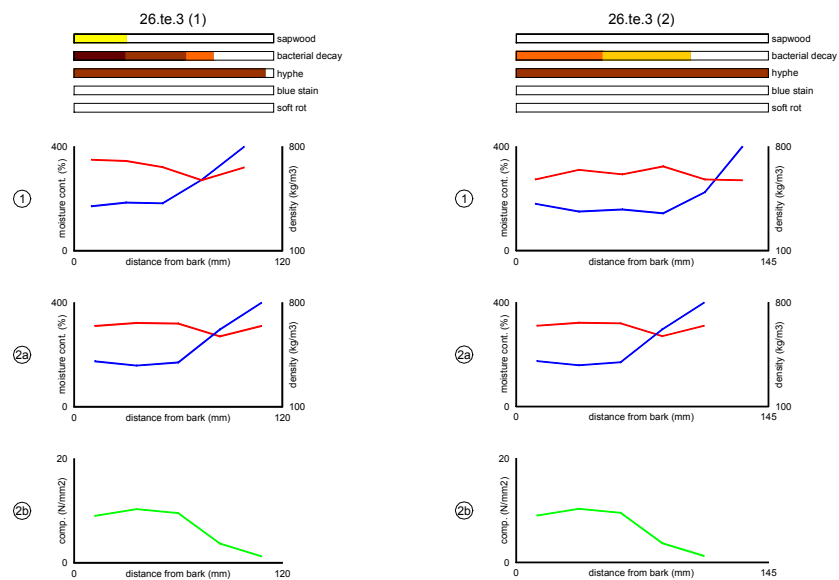 26.te.3 (1)
sapwood
bacterial decay
hyphe
blue stain
soft rot
1
400
moisture cont. (%)
0
800
density (kg/m3)
100
0
distance from bark (mm)
120
2a
400
moisture cont. (%)
0
800
density (kg/m3)
100
0
distance from bark (mm)
120
2b
20
comp. (N/mm2)
0
0
distance from bark (mm)
120
26.te.3 (2)
sapwood
bacterial decay
hyphe
blue stain
soft rot
1
400
moisture cont. (%)
0
800
density (kg/m3)
100
0
distance from bark (mm)
145
2a
400
moisture cont. (%)
0
800
density (kg/m3)
100
0
distance from bark (mm)
145
2b
20
comp. (N/mm2)
0
0
distance from bark (mm)
145